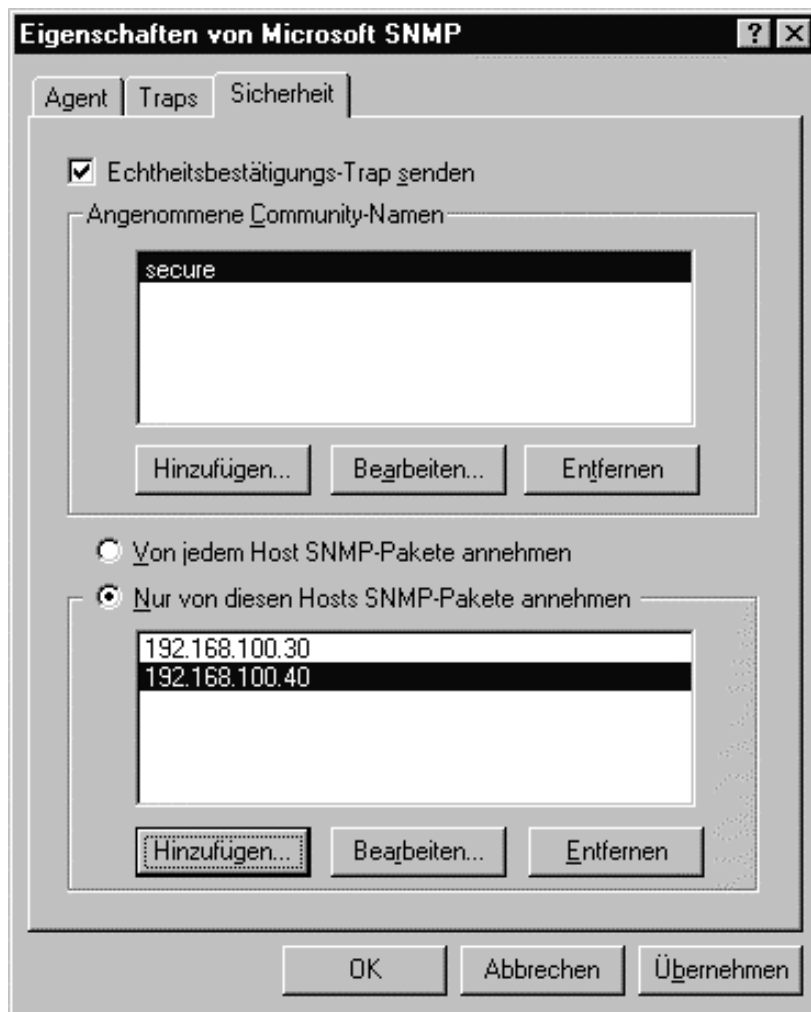 Eigenschaften von Microsoft SNMP
Agent Traps Sicherheit
Echtheitsbestätigungs-Trap senden
Angenommene Community-Namen
secure
Hinzufügen... Bearbeiten... Entfernen
Von jedem Host SNMP-Pakete annehmen
Nur von diesen Hosts SNMP-Pakete annehmen
192.168.100.30
192.168.100.40
Hinzufügen... Bearbeiten... Entfernen
OK Abbrechen Übernehmen